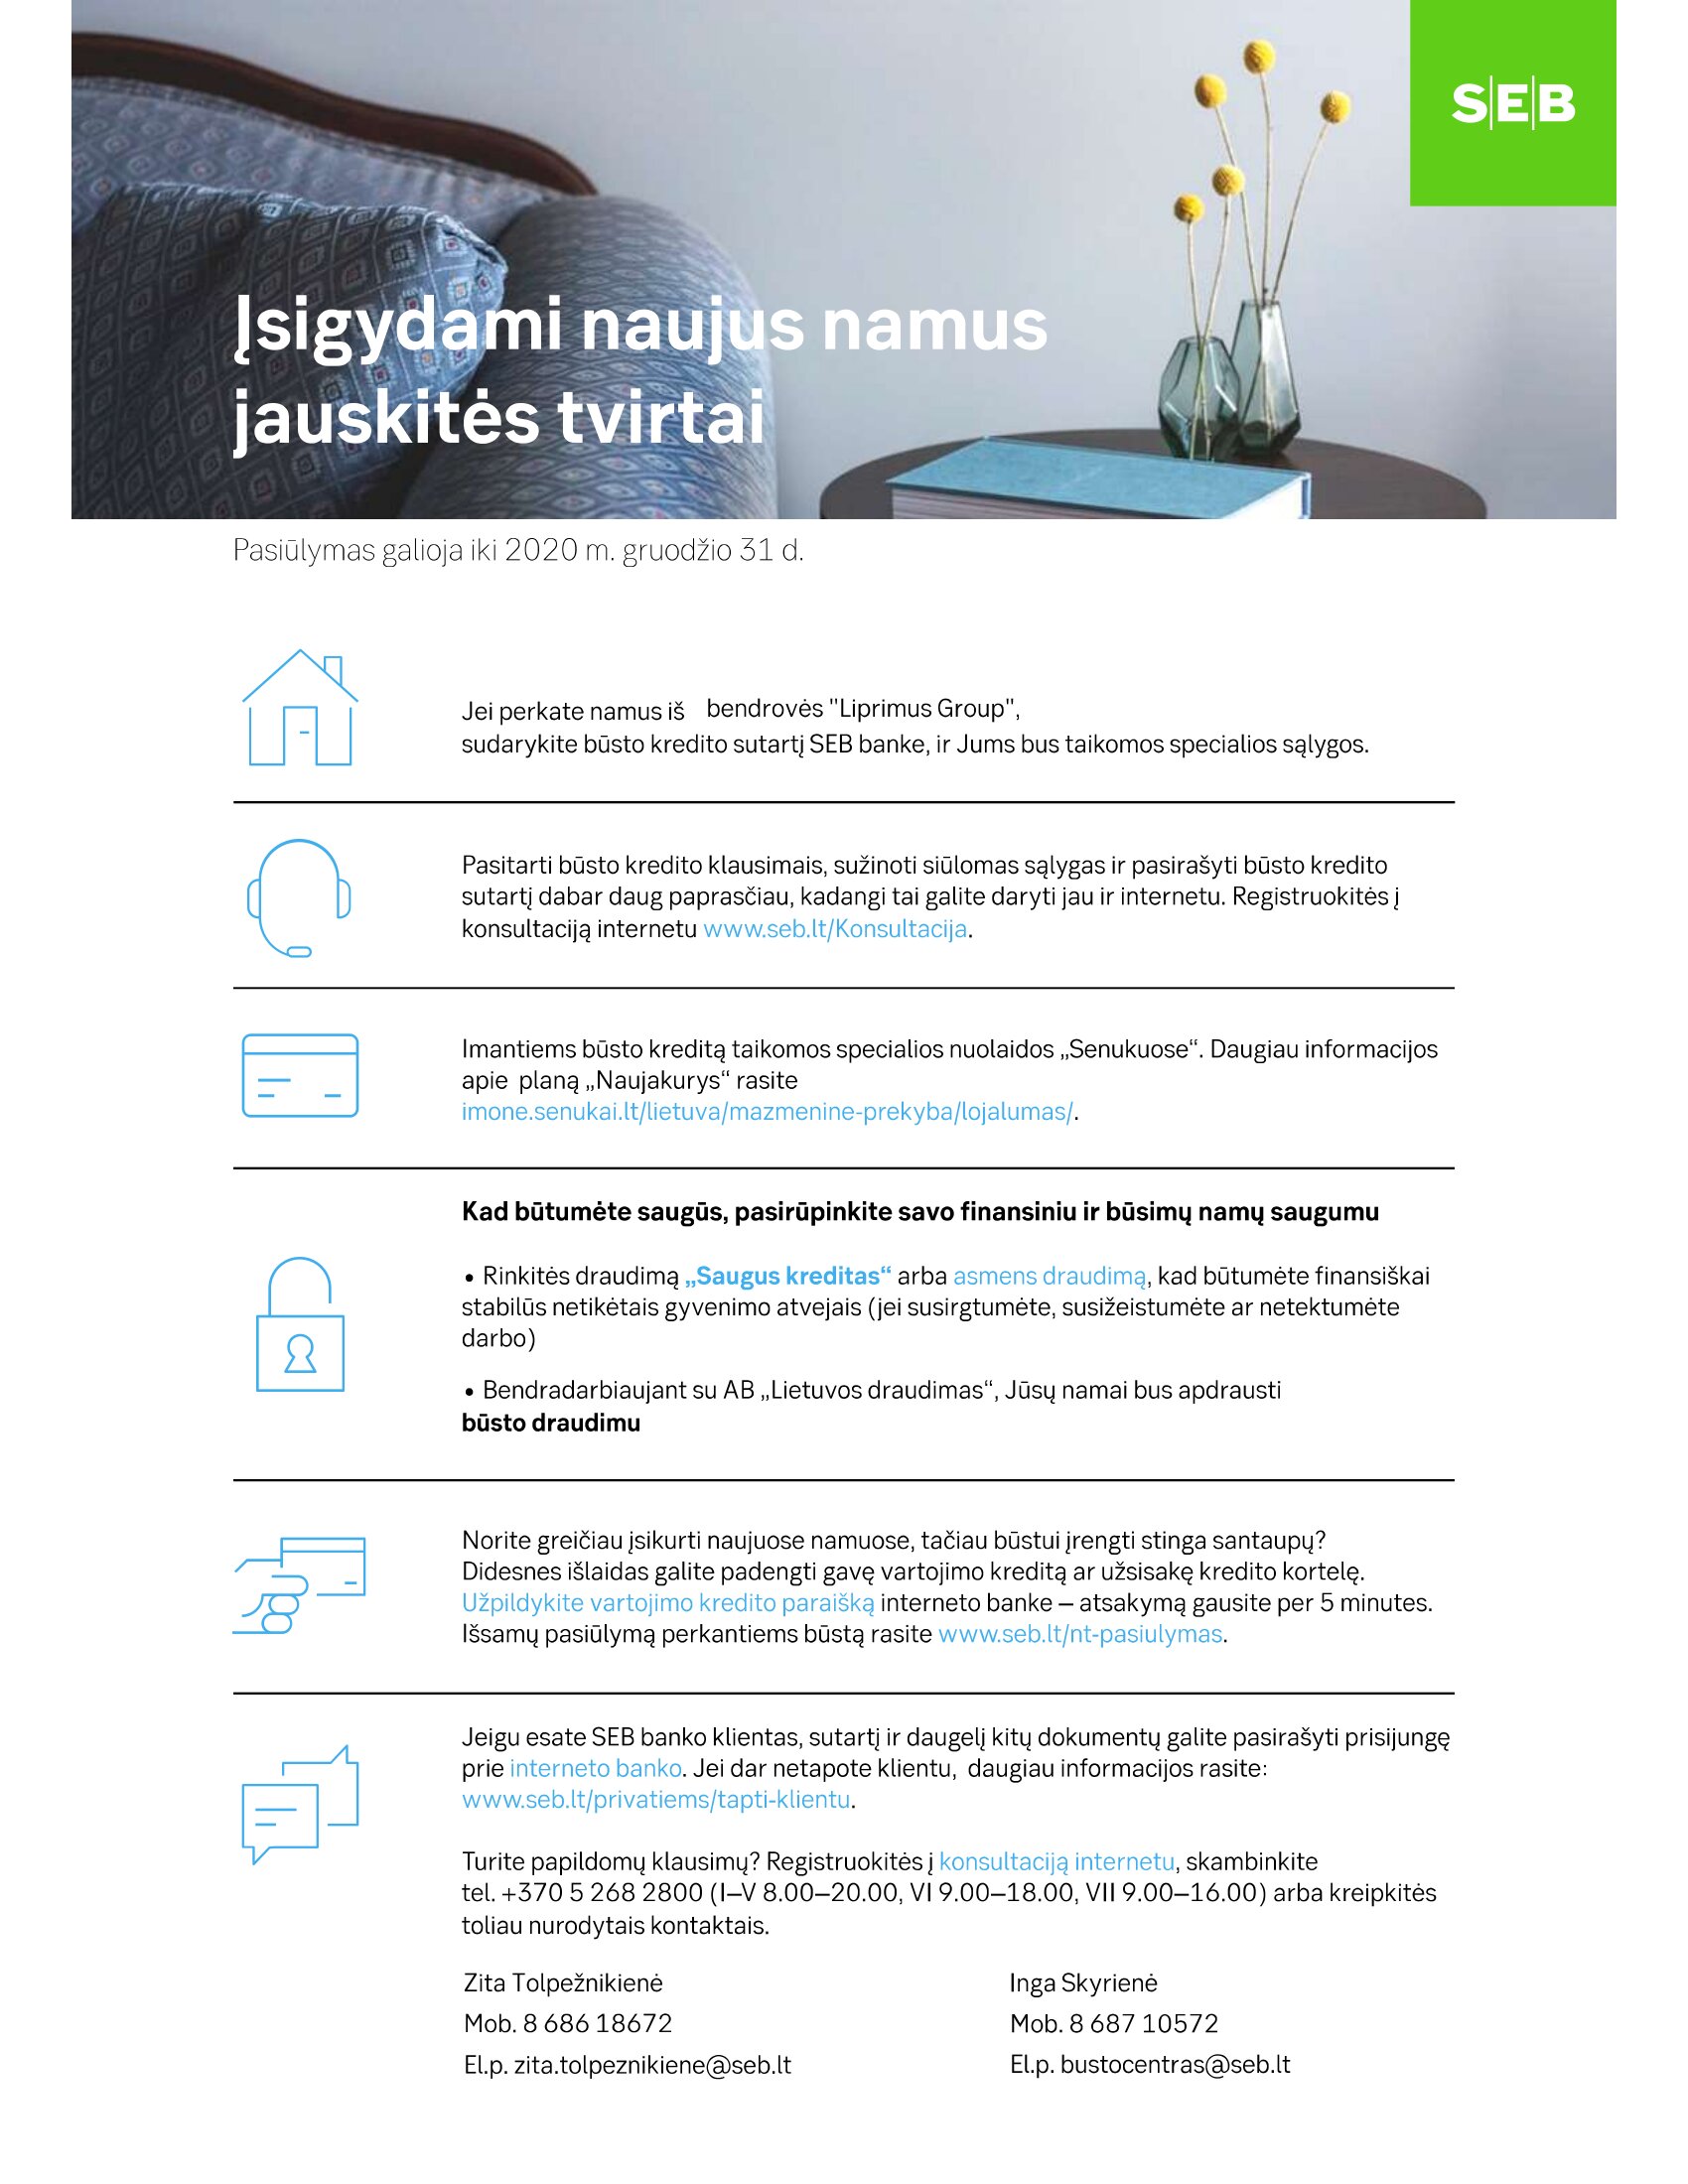 SEB
Įsigydami naujus namus
jauskitės tvirtai
Pasiūlymas galioja iki 2020 m. gruodžio 31 d.
Jei perkate namus iš bendrovės "Liprimus Group",
sudarykite būsto kredito sutartį SEB banke, ir Jums bus taikomos specialios sąlygos.
Pasitarti būsto kredito klausimais, sužinoti siūlomas sąlygas ir pasirašyti būsto kredito
sutartį dabar daug paprasčiau, kadangi tai galite daryti jau ir internetu. Registruokitės į
konsultaciją internetu www.seb.lt/Konsultacija.
Imantiems būsto kreditą taikomos specialios nuolaidos „Senukuose“. Daugiau informacijos
apie planą „Naujakurys“ rasite
imone.senukai.lt/lietuva/mazmenine-prekyba/lojalumas/.
Kad būtumėte saugūs, pasirūpinkite savo finansiniu ir būsimų namų saugumu
• Rinkitės draudimą „Saugus kreditas“ arba asmens draudimą, kad būtumėte finansiškai
stabilūs netikėtais gyvenimo atvejais (jei susirgtumėte, susižeistumėte ar netektumėte
darbo)
• Bendradarbiaujant su AB „Lietuvos draudimas“, Jūsų namai bus apdrausti
būsto draudimu
Norite greičiau įsikurti naujuose namuose, tačiau būstui įrengti stinga santaupų?
Didesnes išlaidas galite padengti gavę vartojimo kreditą ar užsisakę kredito kortelę.
Užpildykite vartojimo kredito paraišką interneto banke – atsakymą gausite per 5 minutes.
Išsamų pasiūlymą perkantiems būstą rasite www.seb.lt/nt-pasiulymas.
Jeigu esate SEB banko klientas, sutartį ir daugelį kitų dokumentų galite pasirašyti prisijungę
prie interneto banko. Jei dar netapote klientu, daugiau informacijos rasite:
www.seb.lt/privatiems/tapti-klientu.
Turite papildomų klausimų? Registruokitės į konsultaciją internetu, skambinkite
tel. +370 5 268 2800 (I–V 8.00–20.00, VI 9.00–18.00, VII 9.00–16.00) arba kreipkitės
toliau nurodytais kontaktais.
Zita Tolpežnikienė
Mob. 8 686 18672
El.p. zita.tolpeznikiene@seb.lt
Inga Skyrienė
Mob. 8 687 10572
El.p. bustocentras@seb.lt